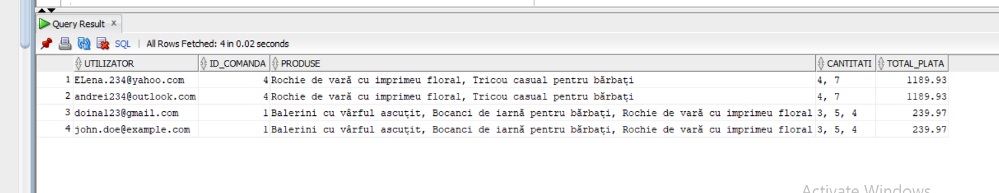 Query Result x
SQL | All Rows Fetched: 4 in 0.02 seconds
UTILIZATOR ID_COMANDA PRODUSE CANTITATI TOTAL_PLATA
1 ELena.234@yahoo.com 4 Rochie de vară cu imprimeu floral, Tricou casual pentru bărbați 4, 7 1189.93
2 andrei234@outlook.com 4 Rochie de vară cu imprimeu floral, Tricou casual pentru bărbați 4, 7 1189.93
3 doina123@gmail.com 1 Balerini cu vârful ascuțit, Bocanci de iarnă pentru bărbați, Rochie de vară cu imprimeu floral 3, 5, 4 239.97
4 john.doe@example.com 1 Balerini cu vârful ascuțit, Bocanci de iarnă pentru bărbați, Rochie de vară cu imprimeu floral 3, 5, 4 239.97
Activate Windows